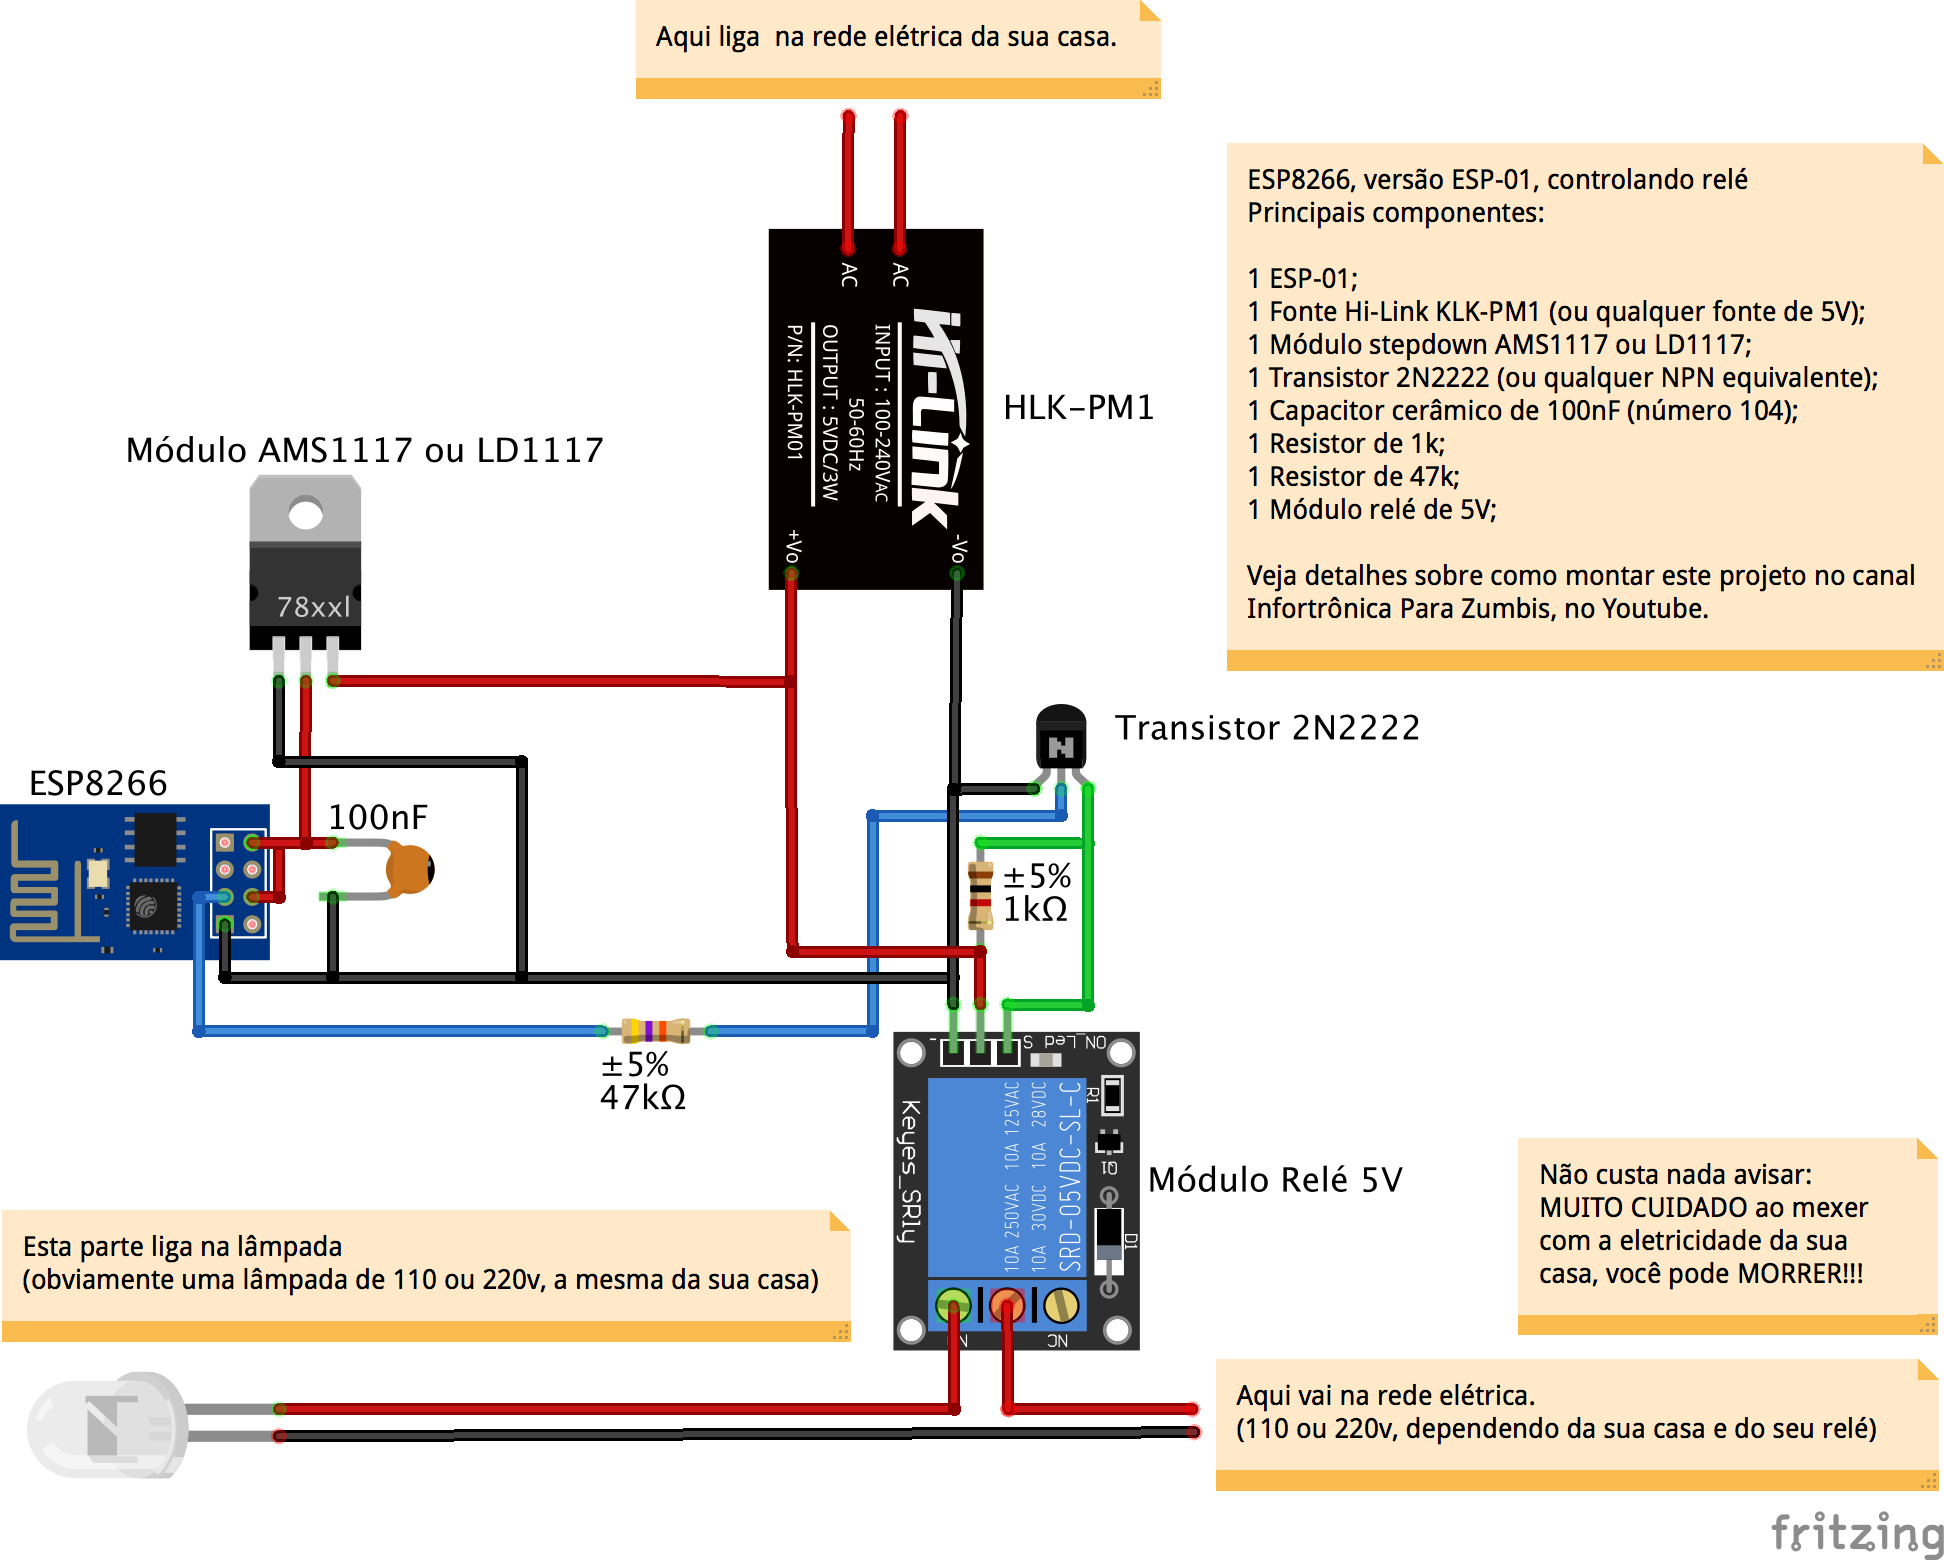 Aqui liga  na rede elétrica da sua casa.
ESP8266, versão ESP-01, controlando relé
Principais componentes:
1 ESP-01;
1 Fonte Hi-Link KLK-PM1 (ou qualquer fonte de 5V);
1 Módulo stepdown AMS1117 ou LD1117;
1 Transistor 2N2222 (ou qualquer NPN equivalente);
1 Capacitor cerâmico de 100nF (número 104);
1 Resistor de 1k;
1 Resistor de 47k;
1 Módulo relé de 5V;
Veja detalhes sobre como montar este projeto no canal
Infortrônica Para Zumbis, no Youtube.
AC
AC
Hi-Link
INPUT : 100-240VAC
50-60Hz
OUTPUT : 5VDC/3W
P/N: HLK-PM01
+Vo
-Vo
HLK-PM1
Módulo AMS1117 ou LD1117
78xxl
Transistor 2N2222
N
ESP8266
100nF
±5%
1kΩ
±5%
47kΩ
-
S
ON_Led
10A 250VAC 10A 125VAC
10A 30VDC 10A 28VDC
SRD-05VDC-SL-C
Keyes_SRly
R1
Q1
D1
NC
Módulo Relé 5V
Não custa nada avisar:
MUITO CUIDADO ao mexer
com a eletricidade da sua
casa, você pode MORRER!!!
Esta parte liga na lâmpada
(obviamente uma lâmpada de 110 ou 220v, a mesma da sua casa)
Aqui vai na rede elétrica.
(110 ou 220v, dependendo da sua casa e do seu relé)
fritzing